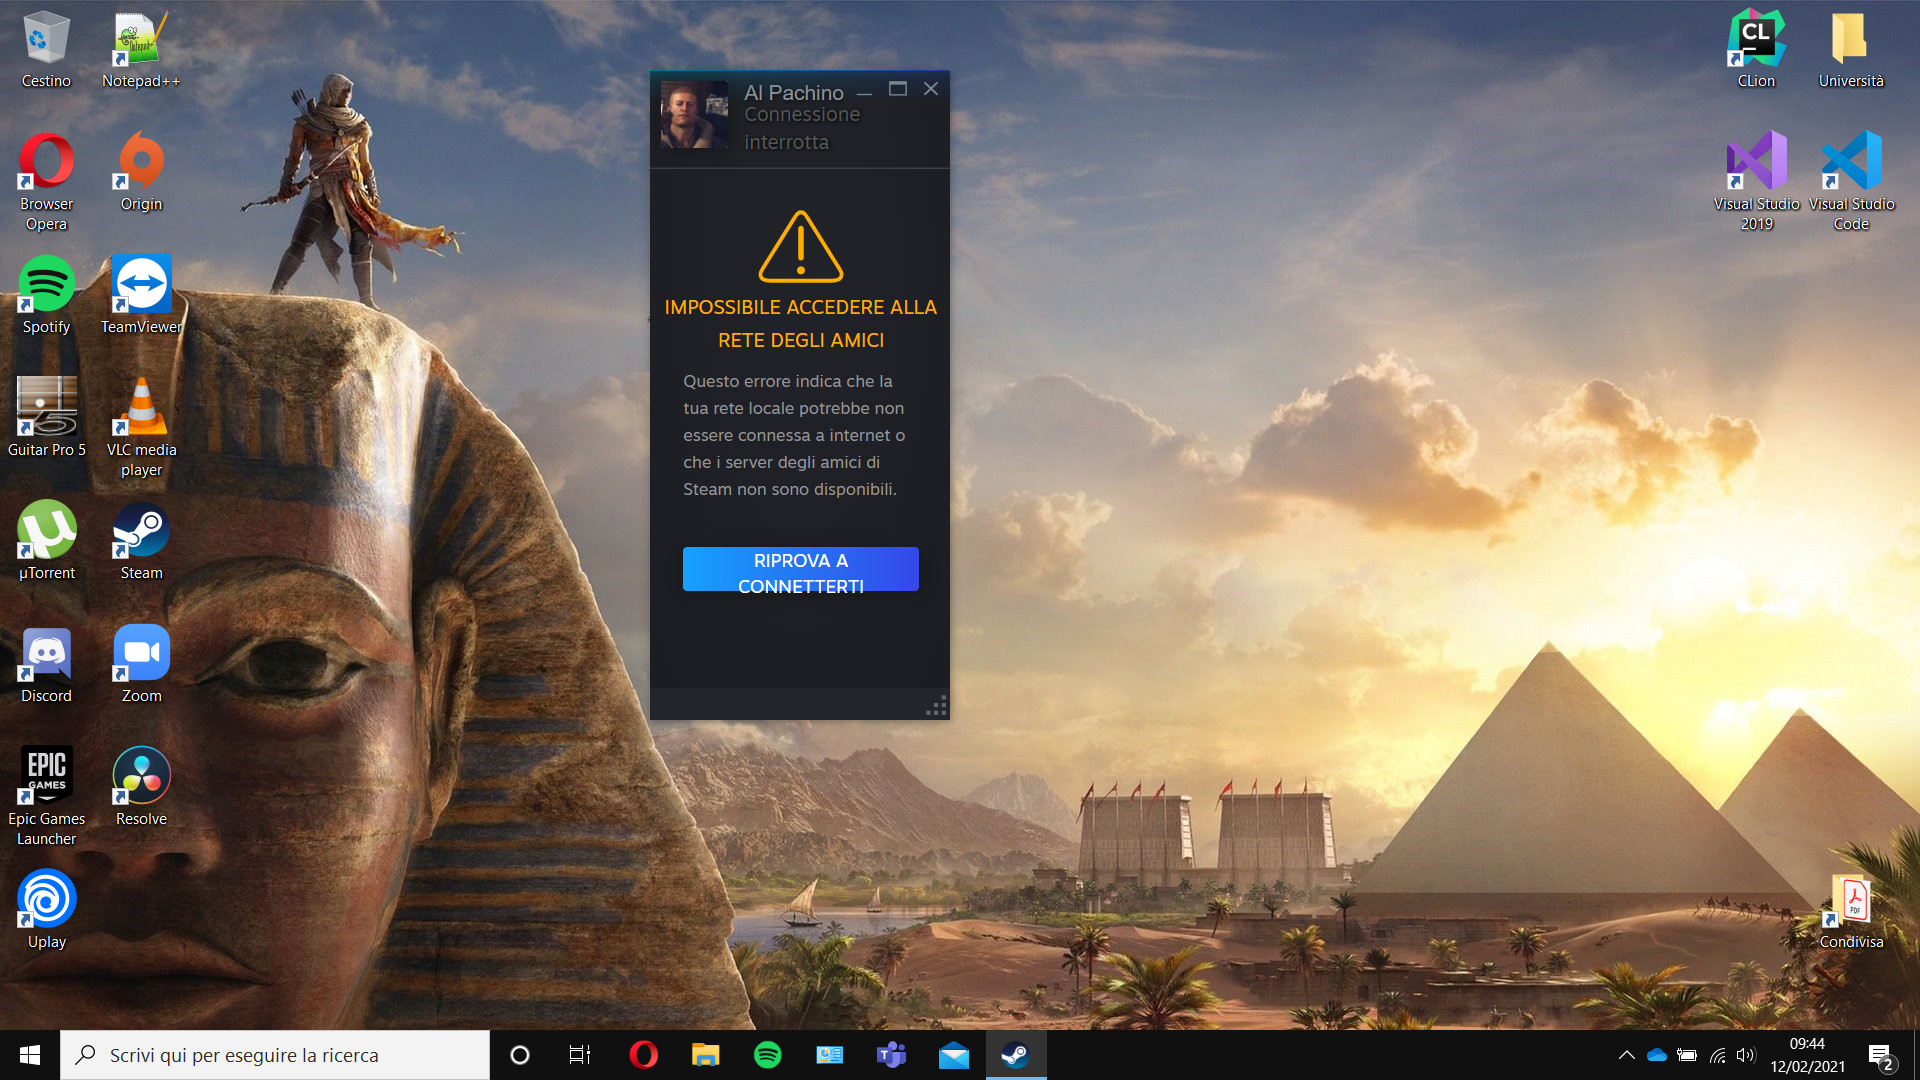 Cestino
Notepad++
Browser
Opera
Origin
Spotify
TeamViewer
Guitar Pro 5
VLC media
player
µTorrent
Steam
Discord
Zoom
EPIC
GAMES
Epic Games
Launcher
Resolve
Uplay
Al Pachino
Connessione
interrotta
IMPOSSIBILE ACCEDERE ALLA
RETE DEGLI AMICI
Questo errore indica che la
tua rete locale potrebbe non
essere connessa a internet o
che i server degli amici di
Steam non sono disponibili.
RIPROVA A
CONNETTERTI
CL
CLion
Università
Visual Studio
2019
Visual Studio
Code
PDF
Condivisa
Scrivi qui per eseguire la ricerca
09:44
12/02/2021
2